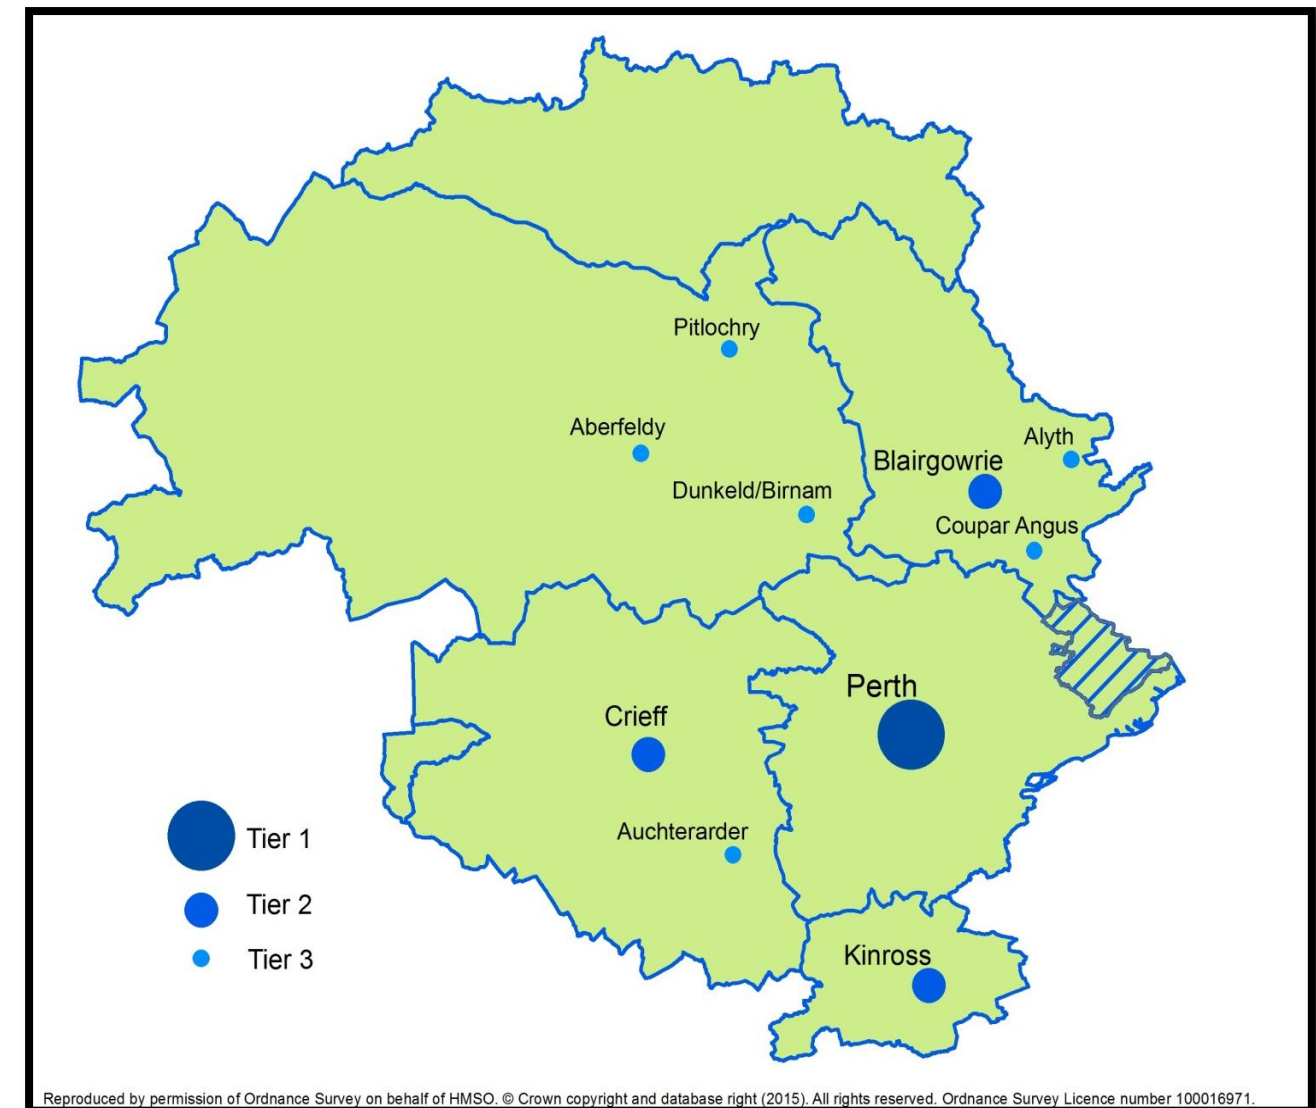 Pitlochry
Aberfeldy
Alyth
Blairgowrie
Dunkeld/Birnam
Coupar Angus
Perth
Crieff
Auchterarder
Tier 1
Tier 2
Kinross
Tier 3
Reproduced by permission of Ordnance Survey on behalf of HMSO. © Crown copyright and database right (2015). All rights reserved. Ordnance Survey Licence number 100016971.